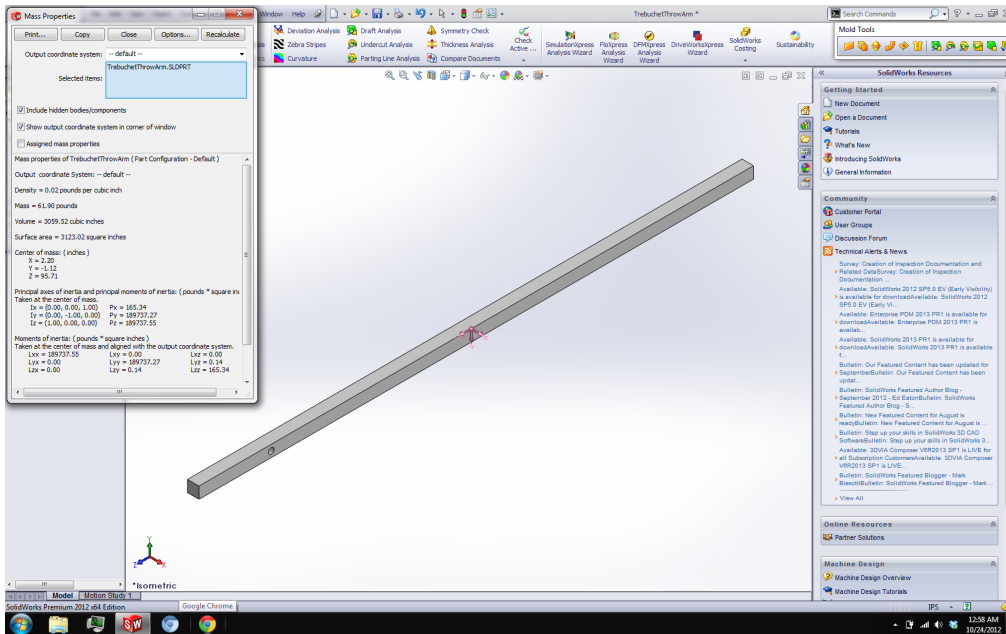 Mass Properties
Window Help
TrebuchetThrowArm *
Search Commands
Print... Copy Close Options... Recalculate
Output coordinate system: -- default --
Selected items: TrebuchetThrowArm.SLDPRT
Include hidden bodies/components
Show output coordinate system in corner of window
Assigned mass properties
Mass properties of TrebuchetThrowArm ( Part Configuration - Default )
Output coordinate System: -- default --
Density = 0.02 pounds per cubic inch
Mass = 61.90 pounds
Volume = 3059.52 cubic inches
Surface area = 3123.02 square inches
Center of mass: ( inches )
X = 2.20
Y = -1.12
Z = 95.71
Principal axes of inertia and principal moments of inertia: ( pounds * square in
Taken at the center of mass.
Ix = (0.00, 0.00, 1.00) Px = 165.34
Iy = (0.00, -1.00, 0.00) Py = 189737.27
Iz = (1.00, 0.00, 0.00) Pz = 189737.55
Moments of inertia: ( pounds * square inches )
Taken at the center of mass and aligned with the output coordinate system.
Lxx = 189737.55 Lxy = 0.00 Lxz = 0.00
Lyx = 0.00 Lyy = 189737.27 Lyz = 0.14
Lzx = 0.00 Lzy = 0.14 Lzz = 165.34
Deviation Analysis Draft Analysis Symmetry Check
Zebra Stripes Undercut Analysis Thickness Analysis
Curvature Parting Line Analysis Compare Documents
Check
Active ...
SimulationXpress
Analysis Wizard
FloXpress
Analysis
Wizard
DFMXpress
Analysis
Wizard
DriveWorksXpress
Wizard
SolidWorks
Costing
Sustainability
Mold Tools
SolidWorks Resources
Getting Started
New Document
Open a Document
Tutorials
What's New
Introducing SolidWorks
General Information
Community
Customer Portal
User Groups
Discussion Forum
Technical Alerts & News
Survey: Creation of Inspection Documentation and
Related DataSurvey: Creation of Inspection
Documentation ...
Available: SolidWorks 2012 SP5.0 EV (Early Visibility)
is available for downloadAvailable: SolidWorks 2012
SP5.0 EV (Early Vi...
Available: Enterprise PDM 2013 PR1 is available for
downloadAvailable: Enterprise PDM 2013 PR1 is
availab...
Available: SolidWorks 2013 PR1 is available for
downloadAvailable: SolidWorks 2013 PR1 is available
f...
Bulletin: Our Featured Content has been updated for
SeptemberBulletin: Our Featured Content has been
updat...
Bulletin: SolidWorks Featured Author Blog -
September 2012 - Ed EatonBulletin: SolidWorks
Featured Author Blog - S...
Bulletin: New Featured Content for August is
readyBulletin: New Featured Content for August is ...
Bulletin: Step up your skills in SolidWorks 3D CAD
SoftwareBulletin: Step up your skills in SolidWorks 3...
Available: 3DVIA Composer V6R2013 SP1 is LIVE for
all Subscription CustomersAvailable: 3DVIA Composer
V6R2013 SP1 is LIVE...
Bulletin: SolidWorks Featured Blogger - Mark
BiasottiBulletin: SolidWorks Featured Blogger - Mark ...
View All
Online Resources
Partner Solutions
Machine Design
Machine Design Overview
Machine Design Tutorials
Y
Z X
*Isometric
Model Motion Study 1
SolidWorks Premium 2012 x64 Edition
Google Chrome
IPS
12:58 AM
10/24/2012